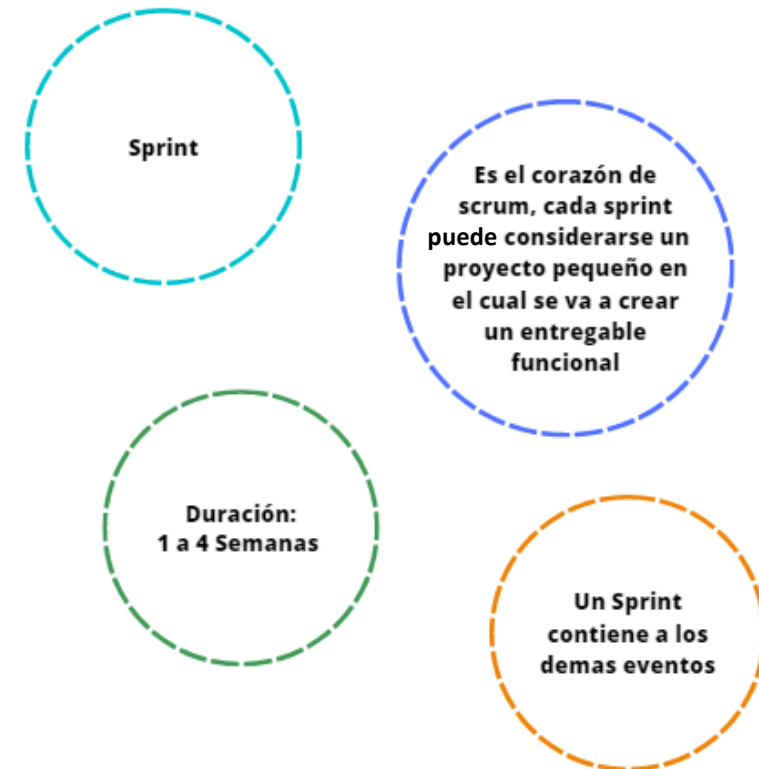 Sprint
Es el corazón de
scrum, cada sprint
puede considerarse un
proyecto pequeño en
el cual se va a crear
un entregable
funcional
Duración:
1 a 4 Semanas
Un Sprint
contiene a los
demas eventos